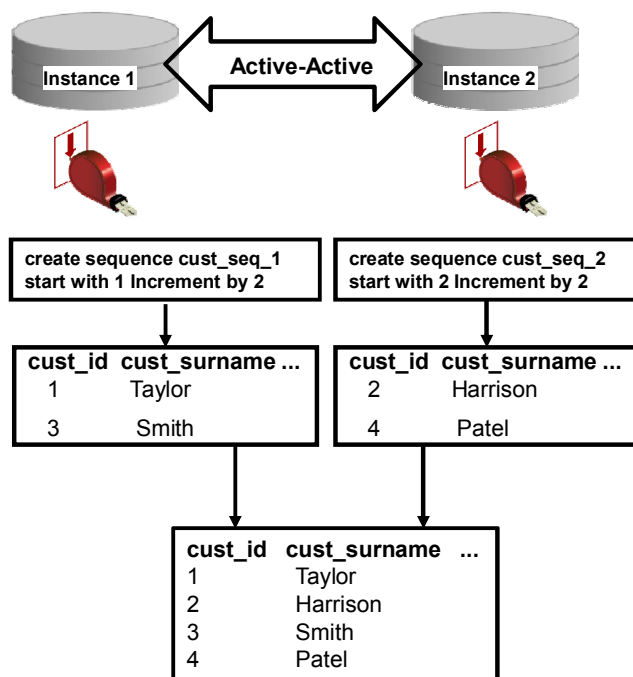 Instance 1
Active-Active
Instance 2
create sequence cust_seq_1
start with 1 Increment by 2
create sequence cust_seq_2
start with 2 Increment by 2
cust_id cust_surname ...
1 Taylor
3 Smith
cust_id cust_surname ...
2 Harrison
4 Patel
cust_id cust_surname ...
1 Taylor
2 Harrison
3 Smith
4 Patel